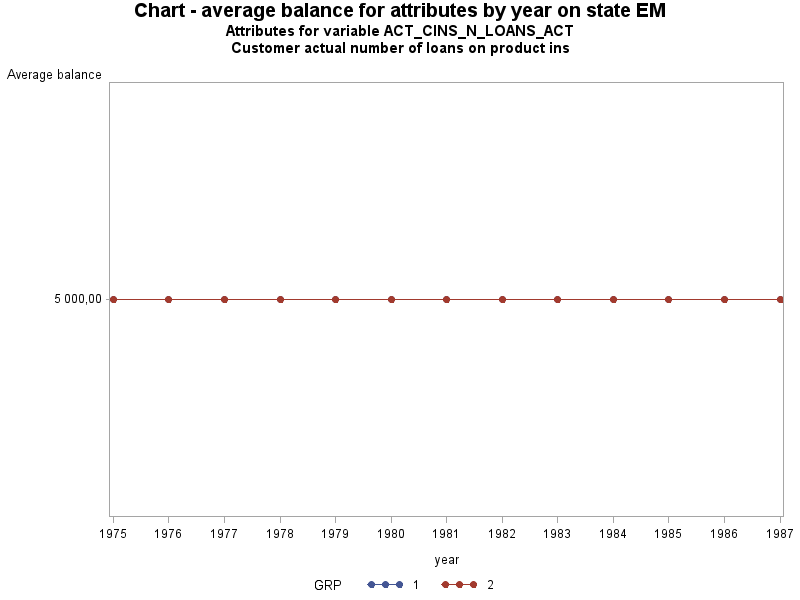 Chart - average balance for attributes by year on state EM
Attributes for variable ACT_CINS_N_LOANS_ACT
Customer actual number of loans on product ins
Average balance
5 000,00
1975 1976 1977 1978 1979 1980 1981 1982 1983 1984 1985 1986 1987
year
GRP 1 2